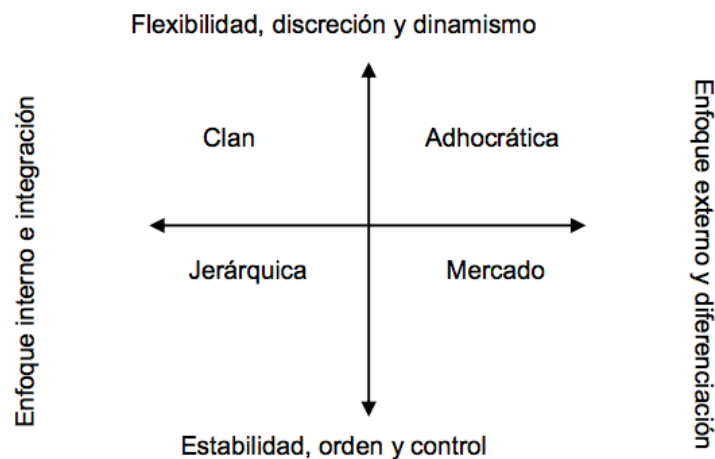 Flexibilidad, discreción y dinamismo
Enfoque interno e integración
Clan
Adhocrática
Enfoque externo y diferenciación
Jerárquica
Mercado
Estabilidad, orden y control